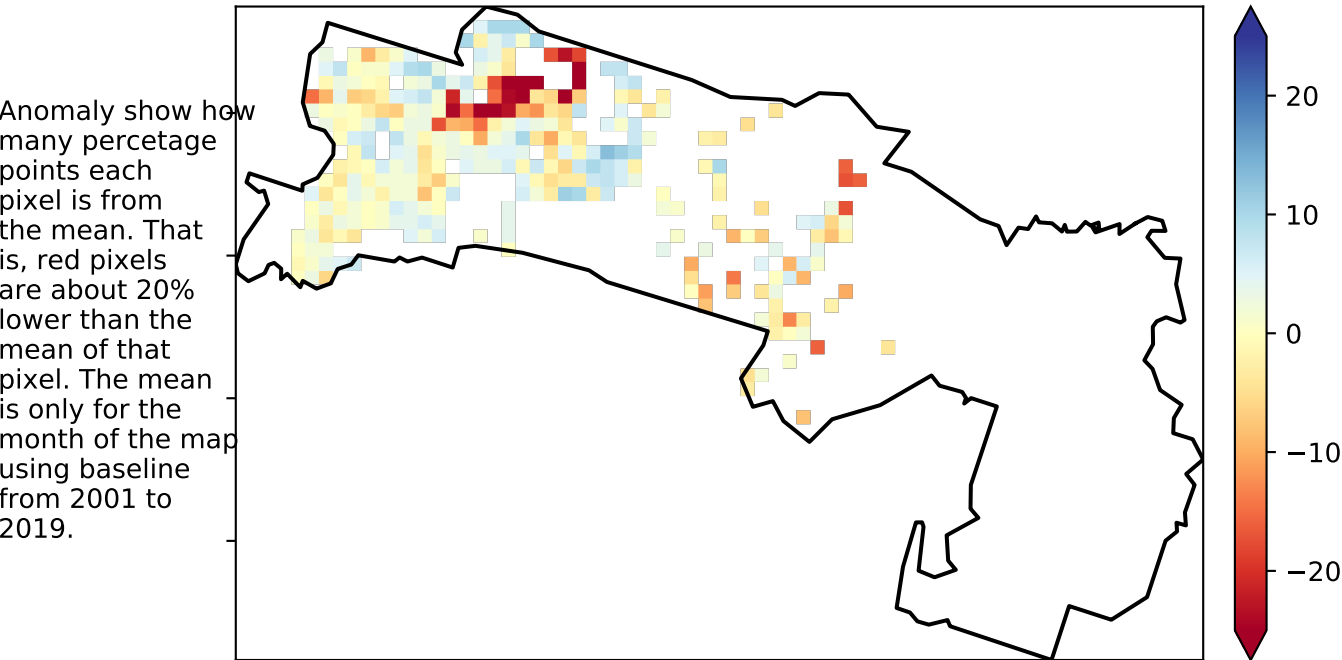 Anomaly show how
many percetage
points each
pixel is from
the mean. That
is, red pixels
are about 20%
lower than the
mean of that
pixel. The mean
is only for the
month of the map
using baseline
from 2001 to
2019.
20
10
0
−10
−20